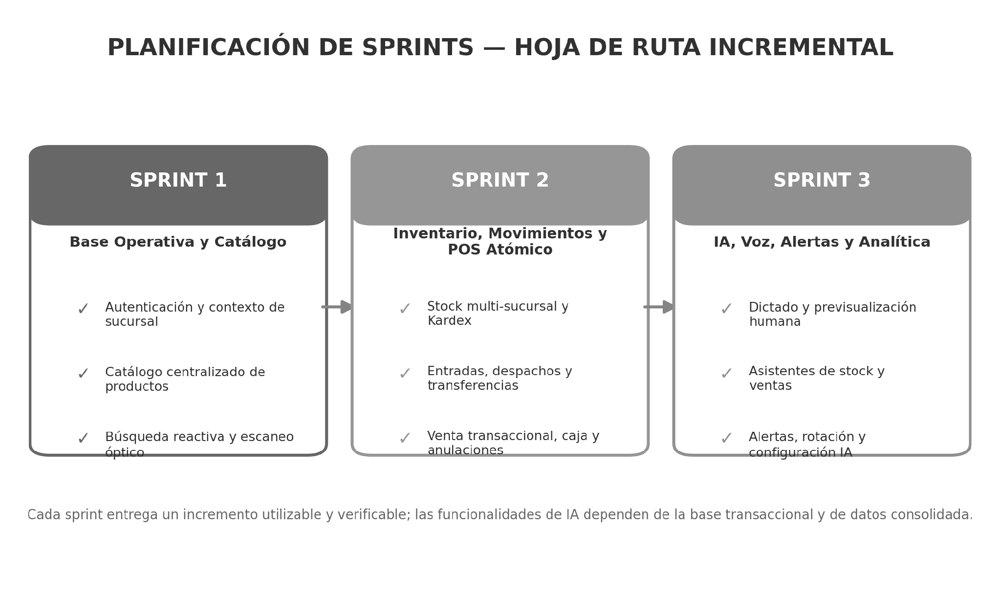 PLANIFICACIÓN DE SPRINTS — HOJA DE RUTA INCREMENTAL
SPRINT 1
Base Operativa y Catálogo
✓ Autenticación y contexto de
sucursal
✓ Catálogo centralizado de
productos
✓ Búsqueda reactiva y escaneo
óptico
SPRINT 2
Inventario, Movimientos y
POS Atómico
✓ Stock multi-sucursal y
Kardex
✓ Entradas, despachos y
transferencias
✓ Venta transaccional, caja y
anulaciones
SPRINT 3
IA, Voz, Alertas y Analítica
✓ Dictado y previsualización
humana
✓ Asistentes de stock y
ventas
✓ Alertas, rotación y
configuración IA
Cada sprint entrega un incremento utilizable y verificable; las funcionalidades de IA dependen de la base transaccional y de datos consolidada.